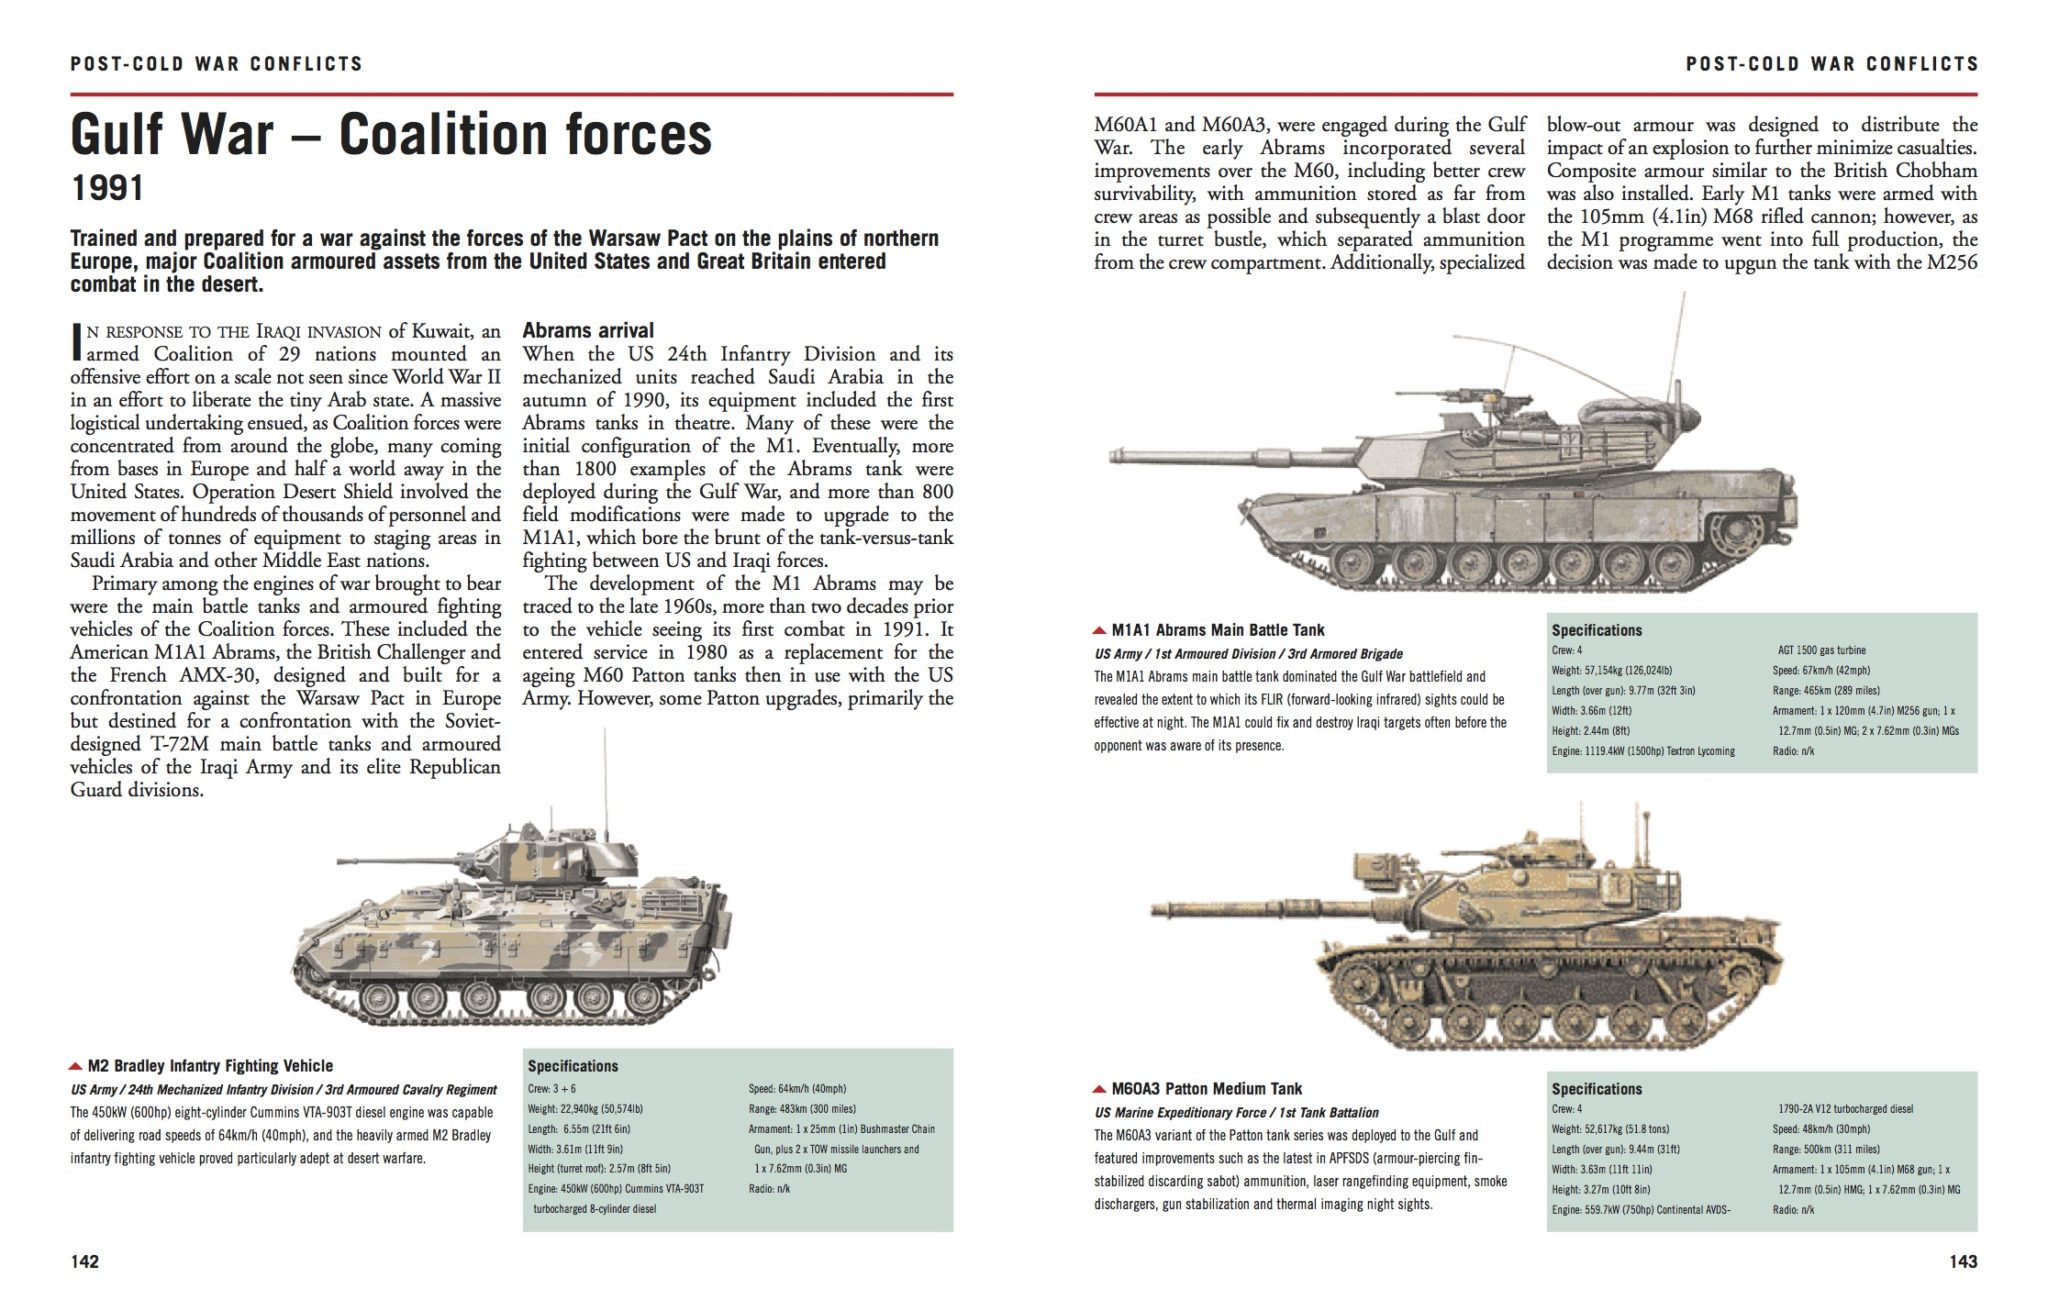 POST-COLD WAR CONFLICTS
Gulf War – Coalition forces
1991
Trained and prepared for a war against the forces of the Warsaw Pact on the plains of northern
Europe, major Coalition armoured assets from the United States and Great Britain entered
combat in the desert.
IN RESPONSE TO THE IRAQI INVASION of Kuwait, an
armed Coalition of 29 nations mounted an
offensive effort on a scale not seen since World War II
in an effort to liberate the tiny Arab state. A massive
logistical undertaking ensued, as Coalition forces were
concentrated from around the globe, many coming
from bases in Europe and half a world away in the
United States. Operation Desert Shield involved the
movement of hundreds of thousands of personnel and
millions of tonnes of equipment to staging areas in
Saudi Arabia and other Middle East nations.
Primary among the engines of war brought to bear
were the main battle tanks and armoured fighting
vehicles of the Coalition forces. These included the
American M1A1 Abrams, the British Challenger and
the French AMX-30, designed and built for a
confrontation against the Warsaw Pact in Europe
but destined for a confrontation with the Soviet-
designed T-72M main battle tanks and armoured
vehicles of the Iraqi Army and its elite Republican
Guard divisions.
Abrams arrival
When the US 24th Infantry Division and its
mechanized units reached Saudi Arabia in the
autumn of 1990, its equipment included the first
Abrams tanks in theatre. Many of these were the
initial configuration of the M1. Eventually, more
than 1800 examples of the Abrams tank were
deployed during the Gulf War, and more than 800
field modifications were made to upgrade to the
M1A1, which bore the brunt of the tank-versus-tank
fighting between US and Iraqi forces.
The development of the M1 Abrams may be
traced to the late 1960s, more than two decades prior
to the vehicle seeing its first combat in 1991. It
entered service in 1980 as a replacement for the
ageing M60 Patton tanks then in use with the US
Army. However, some Patton upgrades, primarily the
M2 Bradley Infantry Fighting Vehicle
US Army / 24th Mechanized Infantry Division / 3rd Armoured Cavalry Regiment
The 450kW (600hp) eight-cylinder Cummins VTA-903T diesel engine was capable
of delivering road speeds of 64km/h (40mph), and the heavily armed M2 Bradley
infantry fighting vehicle proved particularly adept at desert warfare.
Specifications
Crew: 3 + 6
Weight: 22,940kg (50,574lb)
Length: 6.55m (21ft 6in)
Width: 3.61m (11ft 9in)
Height (turret roof): 2.57m (8ft 5in)
Engine: 450kW (600hp) Cummins VTA-903T
turbocharged 8-cylinder diesel
Speed: 64km/h (40mph)
Range: 483km (300 miles)
Armament: 1 x 25mm (1in) Bushmaster Chain
Gun, plus 2 x TOW missile launchers and
1 x 7.62mm (0.3in) MG
Radio: n/k
142
POST-COLD WAR CONFLICTS
M60A1 and M60A3, were engaged during the Gulf
War. The early Abrams incorporated several
improvements over the M60, including better crew
survivability, with ammunition stored as far from
crew areas as possible and subsequently a blast door
in the turret bustle, which separated ammunition
from the crew compartment. Additionally, specialized
blow-out armour was designed to distribute the
impact of an explosion to further minimize casualties.
Composite armour similar to the British Chobham
was also installed. Early M1 tanks were armed with
the 105mm (4.1in) M68 rifled cannon; however, as
the M1 programme went into full production, the
decision was made to upgun the tank with the M256
M1A1 Abrams Main Battle Tank
US Army / 1st Armoured Division / 3rd Armored Brigade
The M1A1 Abrams main battle tank dominated the Gulf War battlefield and
revealed the extent to which its FLIR (forward-looking infrared) sights could be
effective at night. The M1A1 could fix and destroy Iraqi targets often before the
opponent was aware of its presence.
Specifications
Crew: 4
Weight: 57,154kg (126,024lb)
Length (over gun): 9.77m (32ft 3in)
Width: 3.66m (12ft)
Height: 2.44m (8ft)
Engine: 1119.4kW (1500hp) Textron Lycoming
AGT 1500 gas turbine
Speed: 67km/h (42mph)
Range: 465km (289 miles)
Armament: 1 x 120mm (4.7in) M256 gun; 1 x
12.7mm (0.5in) MG; 2 x 7.62mm (0.3in) MGs
Radio: n/k
M60A3 Patton Medium Tank
US Marine Expeditionary Force / 1st Tank Battalion
The M60A3 variant of the Patton tank series was deployed to the Gulf and
featured improvements such as the latest in APFSDS (armour-piercing fin-
stabilized discarding sabot) ammunition, laser rangefinding equipment, smoke
dischargers, gun stabilization and thermal imaging night sights.
Specifications
Crew: 4
Weight: 52,617kg (51.8 tons)
Length (over gun): 9.44m (31ft)
Width: 3.63m (11ft 11in)
Height: 3.27m (10ft 8in)
Engine: 559.7kW (750hp) Continental AVDS-
1790-2A V12 turbocharged diesel
Speed: 48km/h (30mph)
Range: 500km (311 miles)
Armament: 1 x 105mm (4.1in) M68 gun; 1 x
12.7mm (0.5in) HMG; 1 x 7.62mm (0.3in) MG
Radio: n/k
143